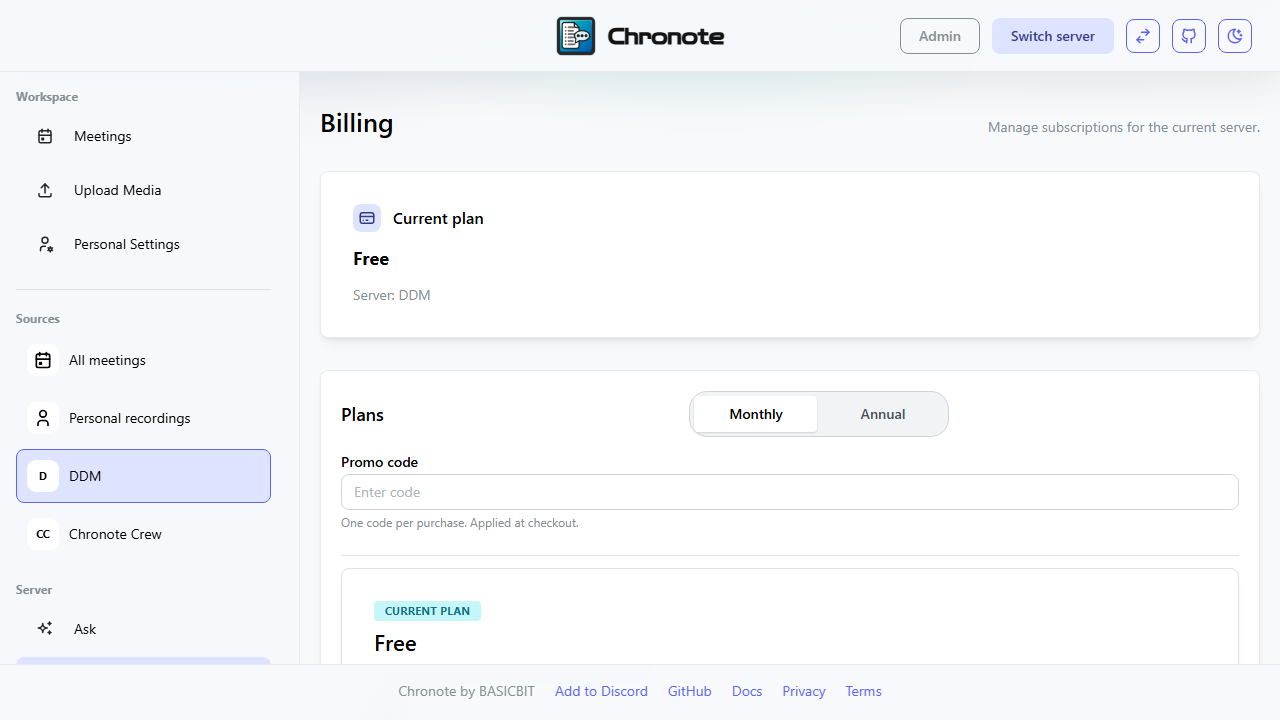 Chronote
Admin
Switch server
Workspace
Meetings
Upload Media
Personal Settings
Sources
All meetings
Personal recordings
D
DDM
CC
Chronote Crew
Server
Ask
Billing
Manage subscriptions for the current server.
Current plan
Free
Server: DDM
Plans
Monthly
Annual
Promo code
Enter code
One code per purchase. Applied at checkout.
CURRENT PLAN
Free
Chronote by BASICBIT
Add to Discord
GitHub
Docs
Privacy
Terms